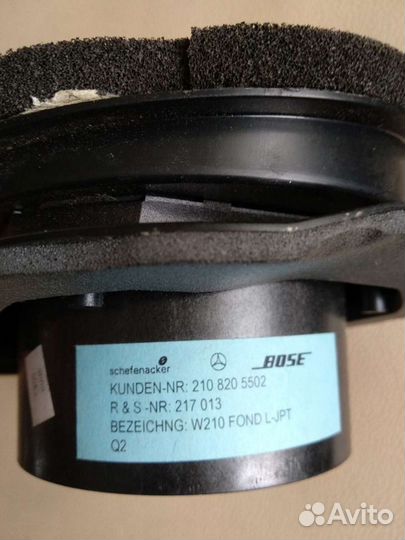 schefenacker BOSE
KUNDEN-NR: 210 820 5502
R & S -NR: 217 013
BEZEICHNG: W210 FOND L-JPT
Q2
Avito